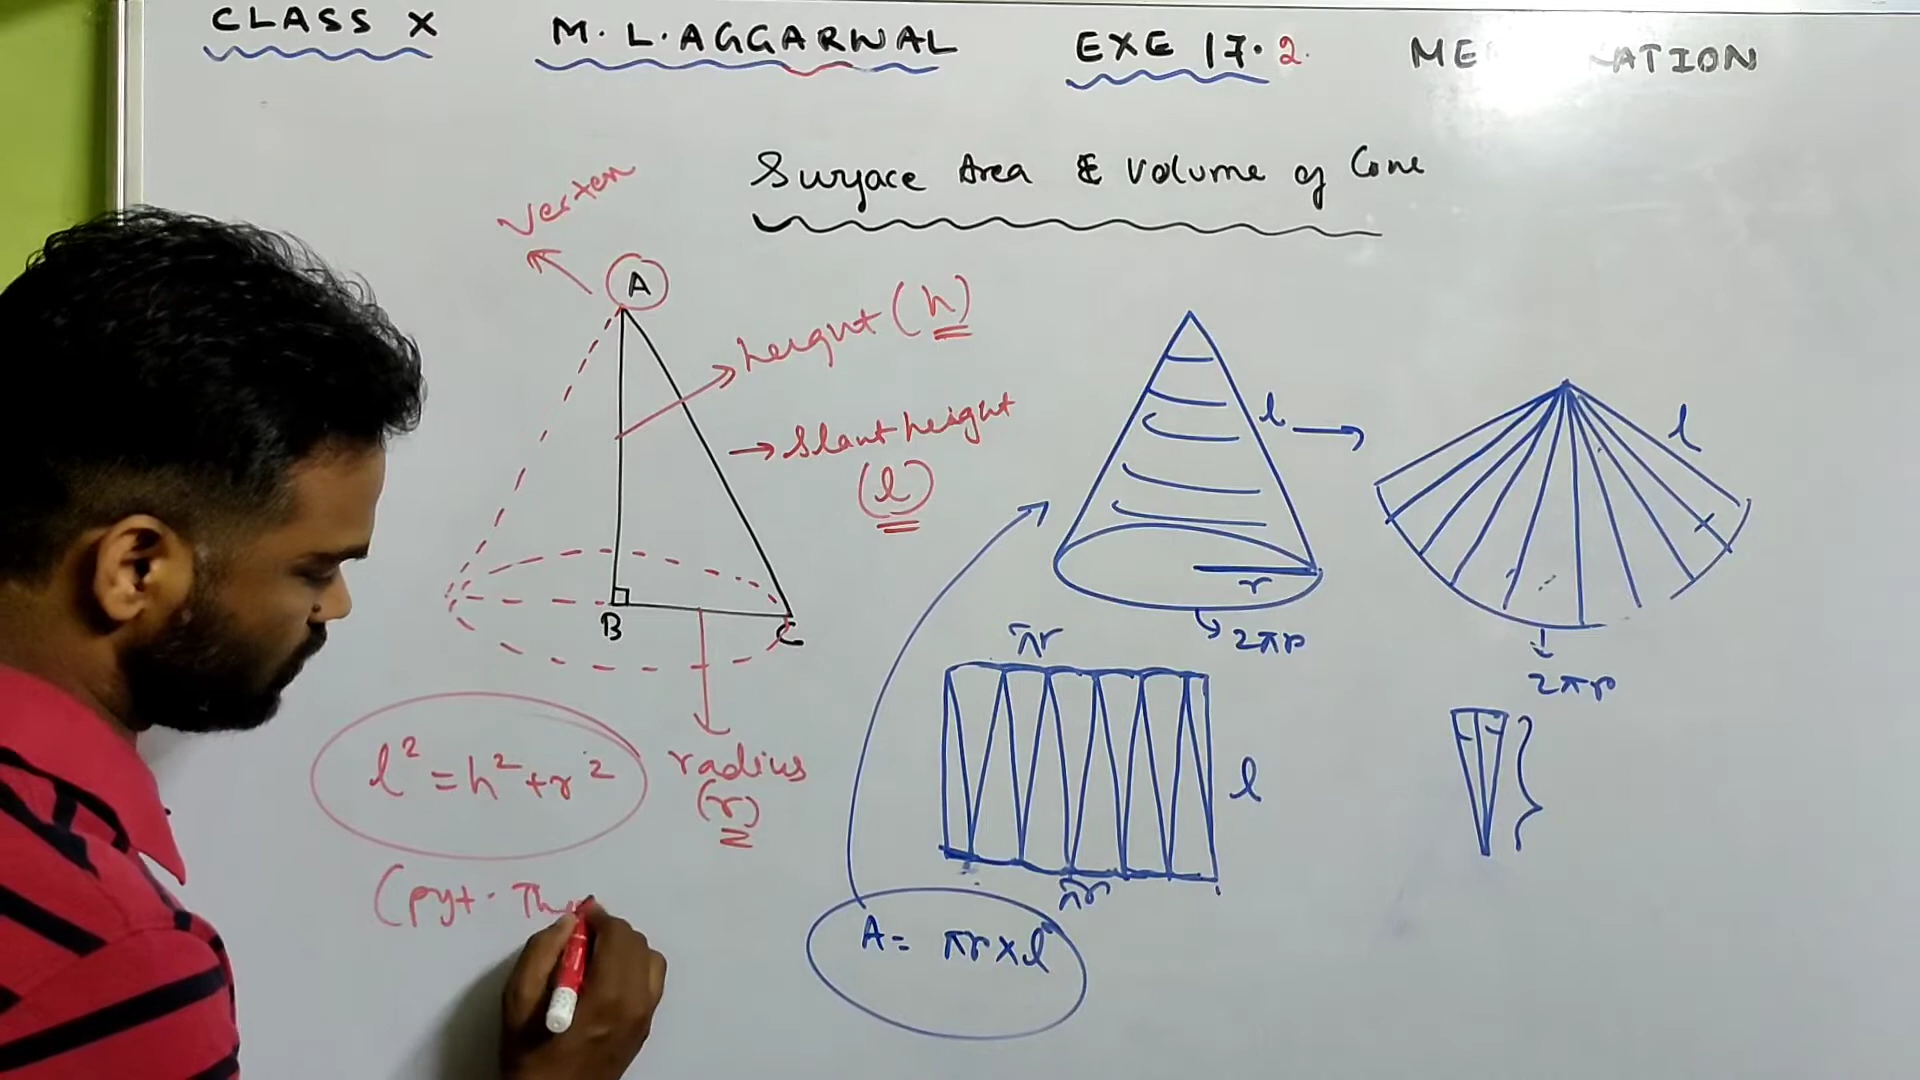 CLASS X M. L. AGGARWAL EXE 17.2. ME NATION
Surface Area & Volume of Cone
Vertex
A
height (h)
→ Slant height
(l)
B
C
radius
(r)
l² = h² + r²
(pyt. The
l
r
2πr
l
2πr
πr
l
πr
A = πr × l